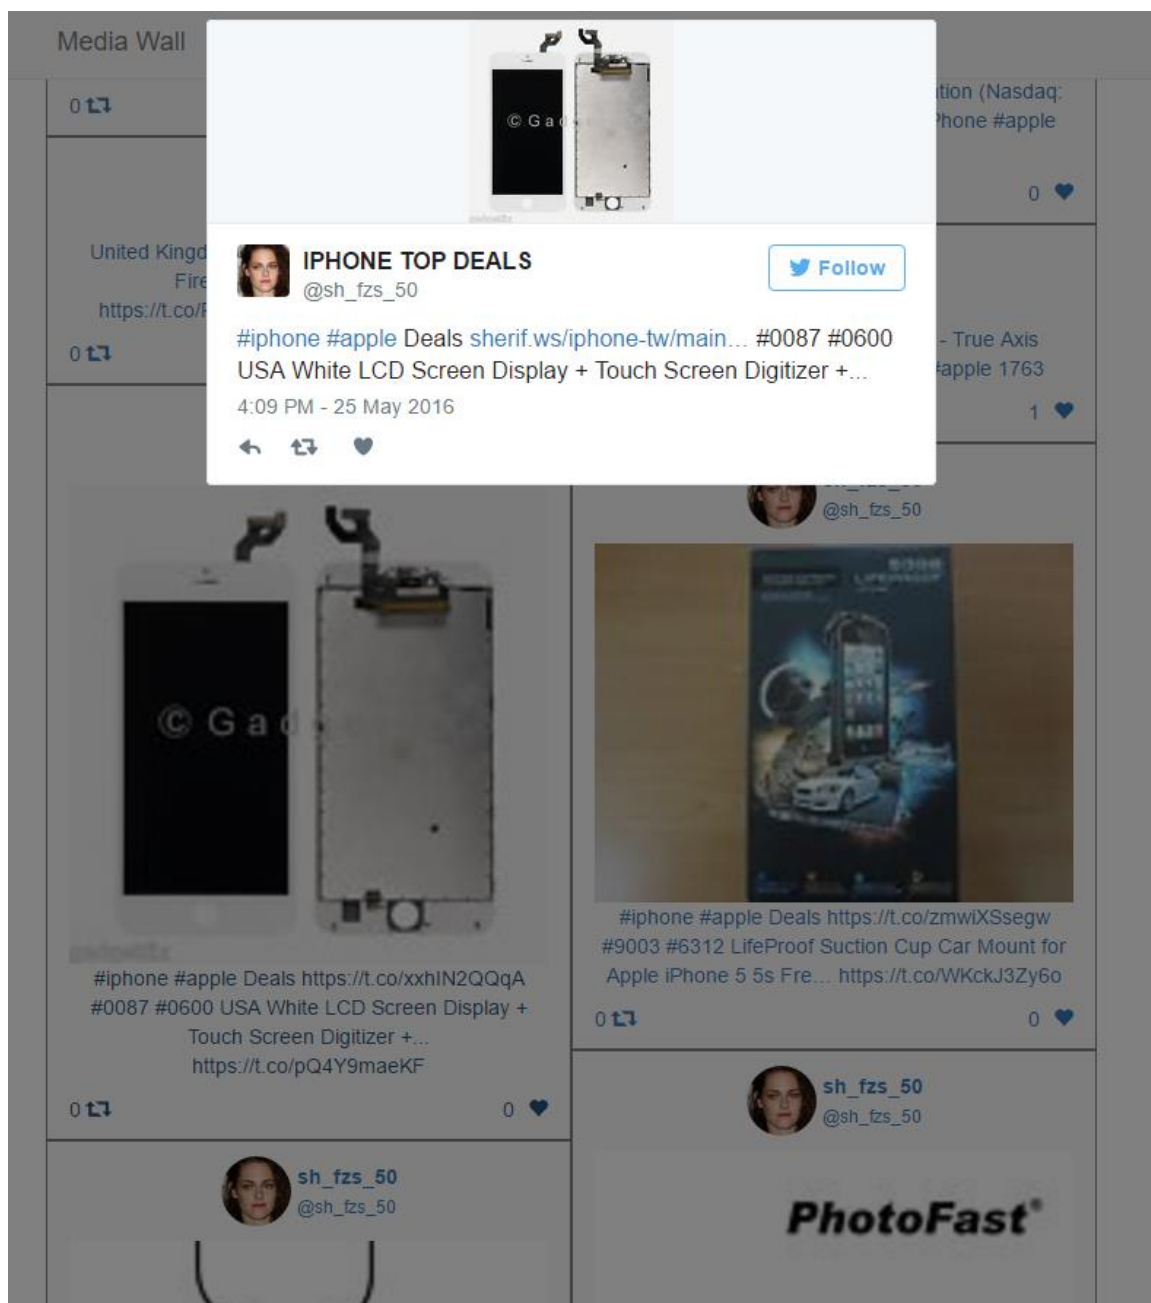 Media Wall
© Gad
IPHONE TOP DEALS
@sh_fzs_50
Follow
#iphone #apple Deals sherif.ws/iphone-tw/main… #0087 #0600
USA White LCD Screen Display + Touch Screen Digitizer +...
4:09 PM - 25 May 2016
0
tion (Nasdaq:
Phone #apple
0
United Kingd
Fire
https://t.co/F
0
- True Axis
#apple 1763
1
@sh_fzs_50
© Gad
gadgetliz
#iphone #apple Deals https://t.co/xxhIN2QQqA
#0087 #0600 USA White LCD Screen Display +
Touch Screen Digitizer +...
https://t.co/pQ4Y9maeKF
0 0
LIFEPROOF
#iphone #apple Deals https://t.co/zmwiXSsegw
#9003 #6312 LifeProof Suction Cup Car Mount for
Apple iPhone 5 5s Fre... https://t.co/WKckJ3Zy6o
0 0
sh_fzs_50
@sh_fzs_50
sh_fzs_50
@sh_fzs_50
PhotoFast®